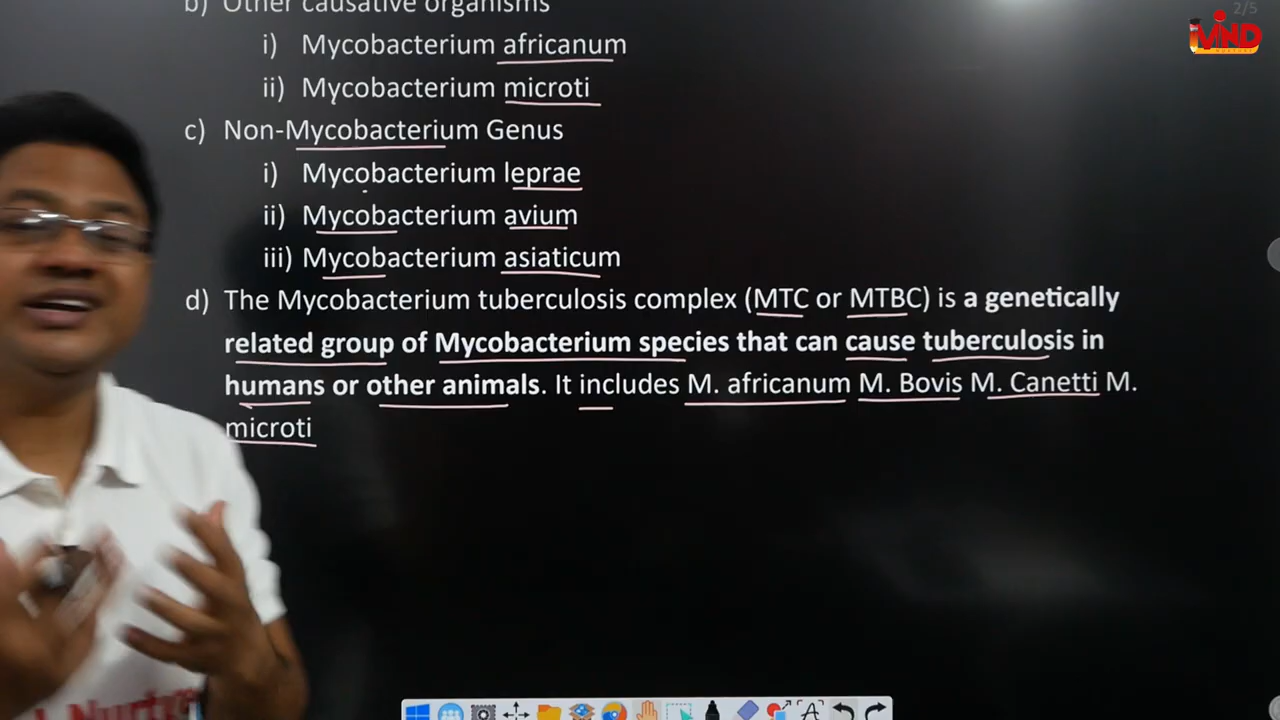 b) Other causative organisms
2/5
i) Mycobacterium africanum
ii) Mycobacterium microti
c) Non-Mycobacterium Genus
i) Mycobacterium leprae
ii) Mycobacterium avium
iii) Mycobacterium asiaticum
d) The Mycobacterium tuberculosis complex (MTC or MTBC) is a genetically
related group of Mycobacterium species that can cause tuberculosis in
humans or other animals. It includes M. africanum M. Bovis M. Canetti M.
microti